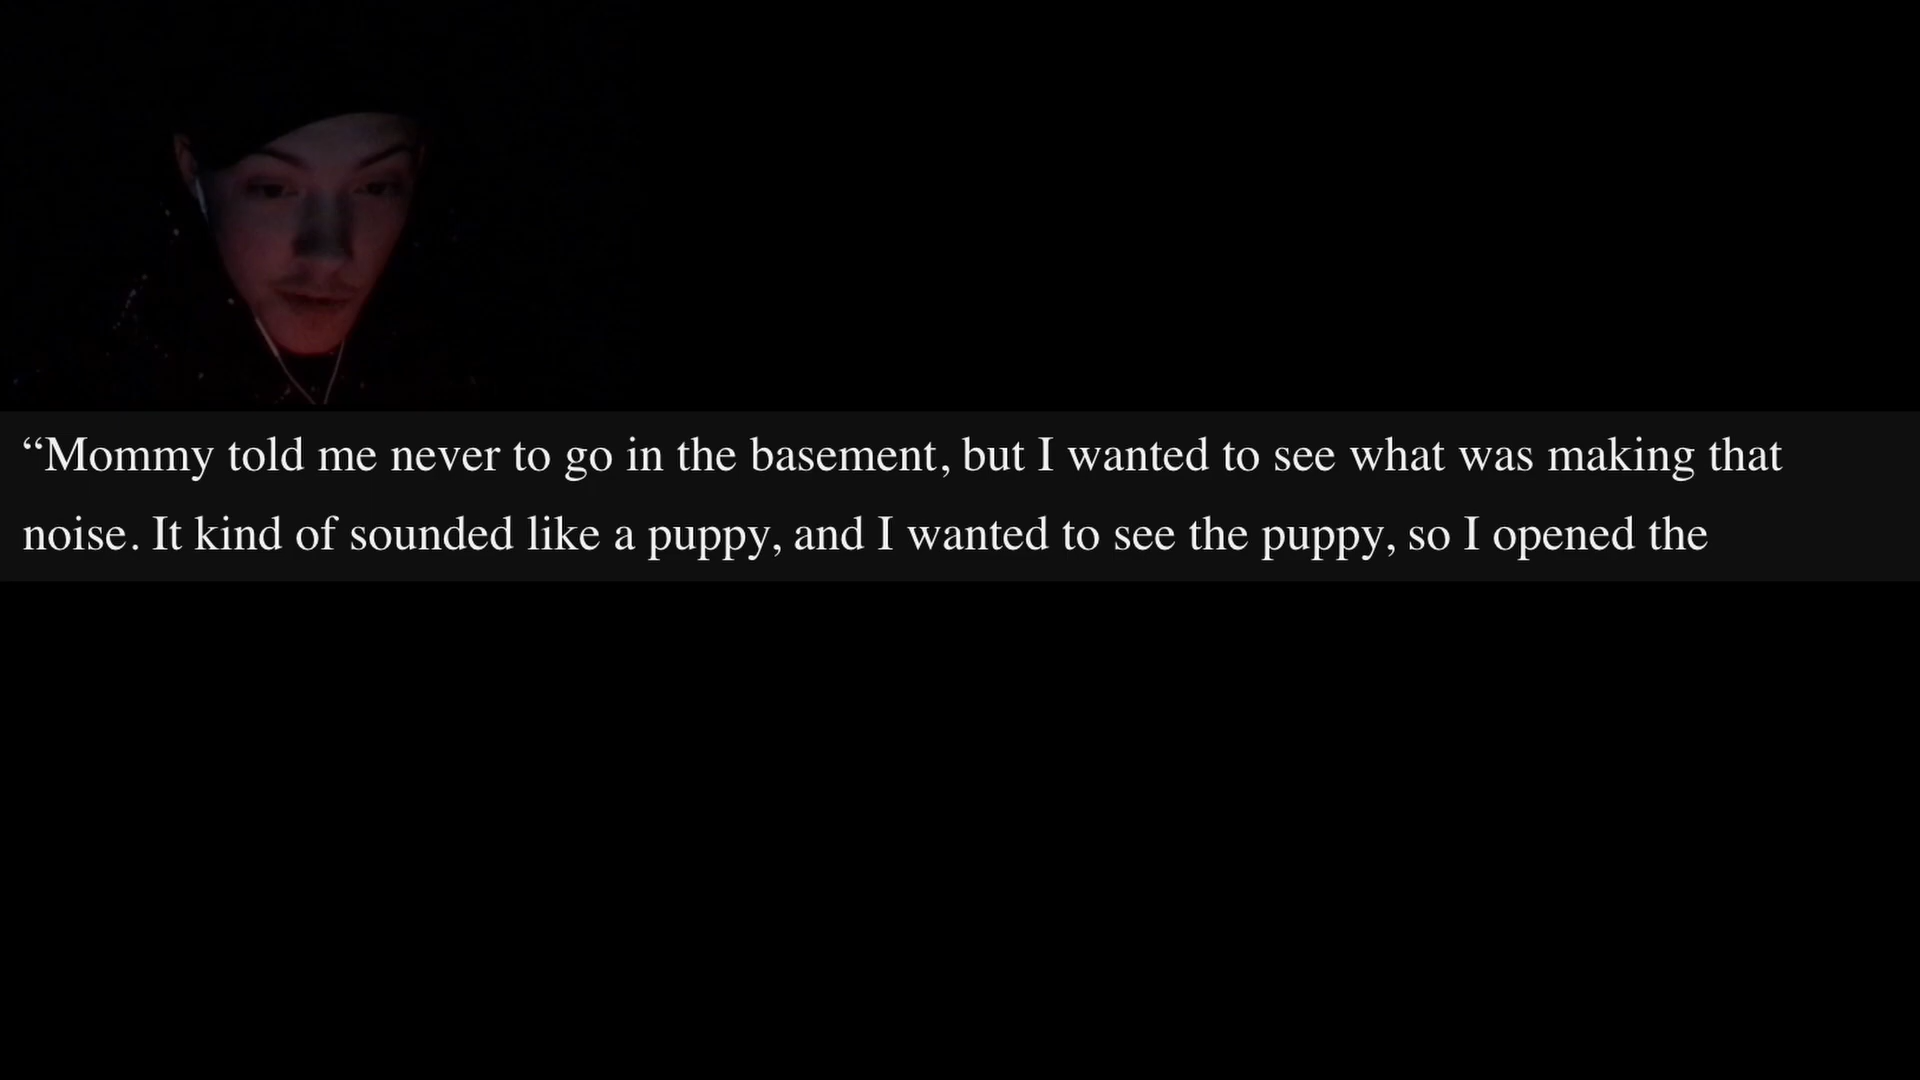 “Mommy told me never to go in the basement, but I wanted to see what was making that
noise. It kind of sounded like a puppy, and I wanted to see the puppy, so I opened the